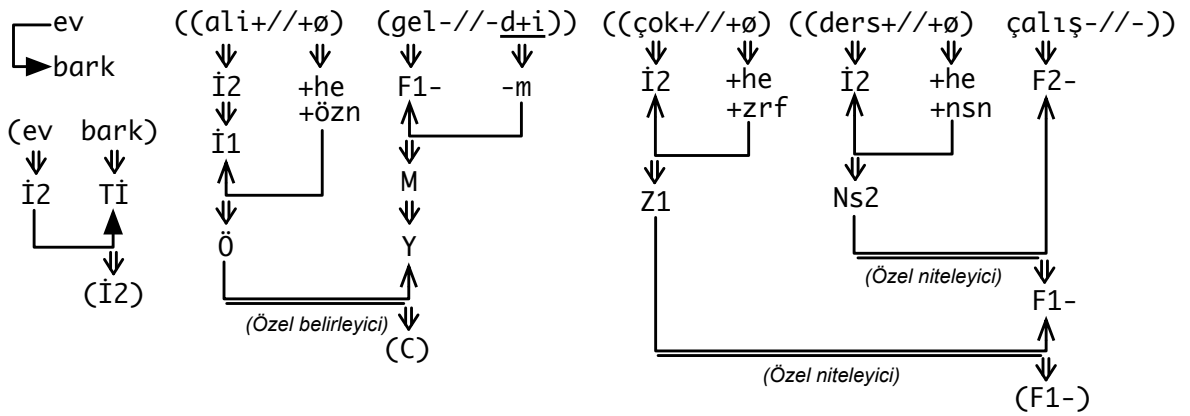 ev
bark
(ev bark)
İ2 Tİ
(İ2)
((ali+//+ø) (gel-//-d+i))
İ2 +he F1- -m
+özn
İ1
M
Ö Y
(Özel belirleyici)
(C)
((çok+//+ø) ((ders+//+ø) çalış-//-))
İ2 +he İ2 +he F2-
+zrf +nsn
Z1 Ns2
(Özel niteleyici)
F1-
(Özel niteleyici)
(F1-)